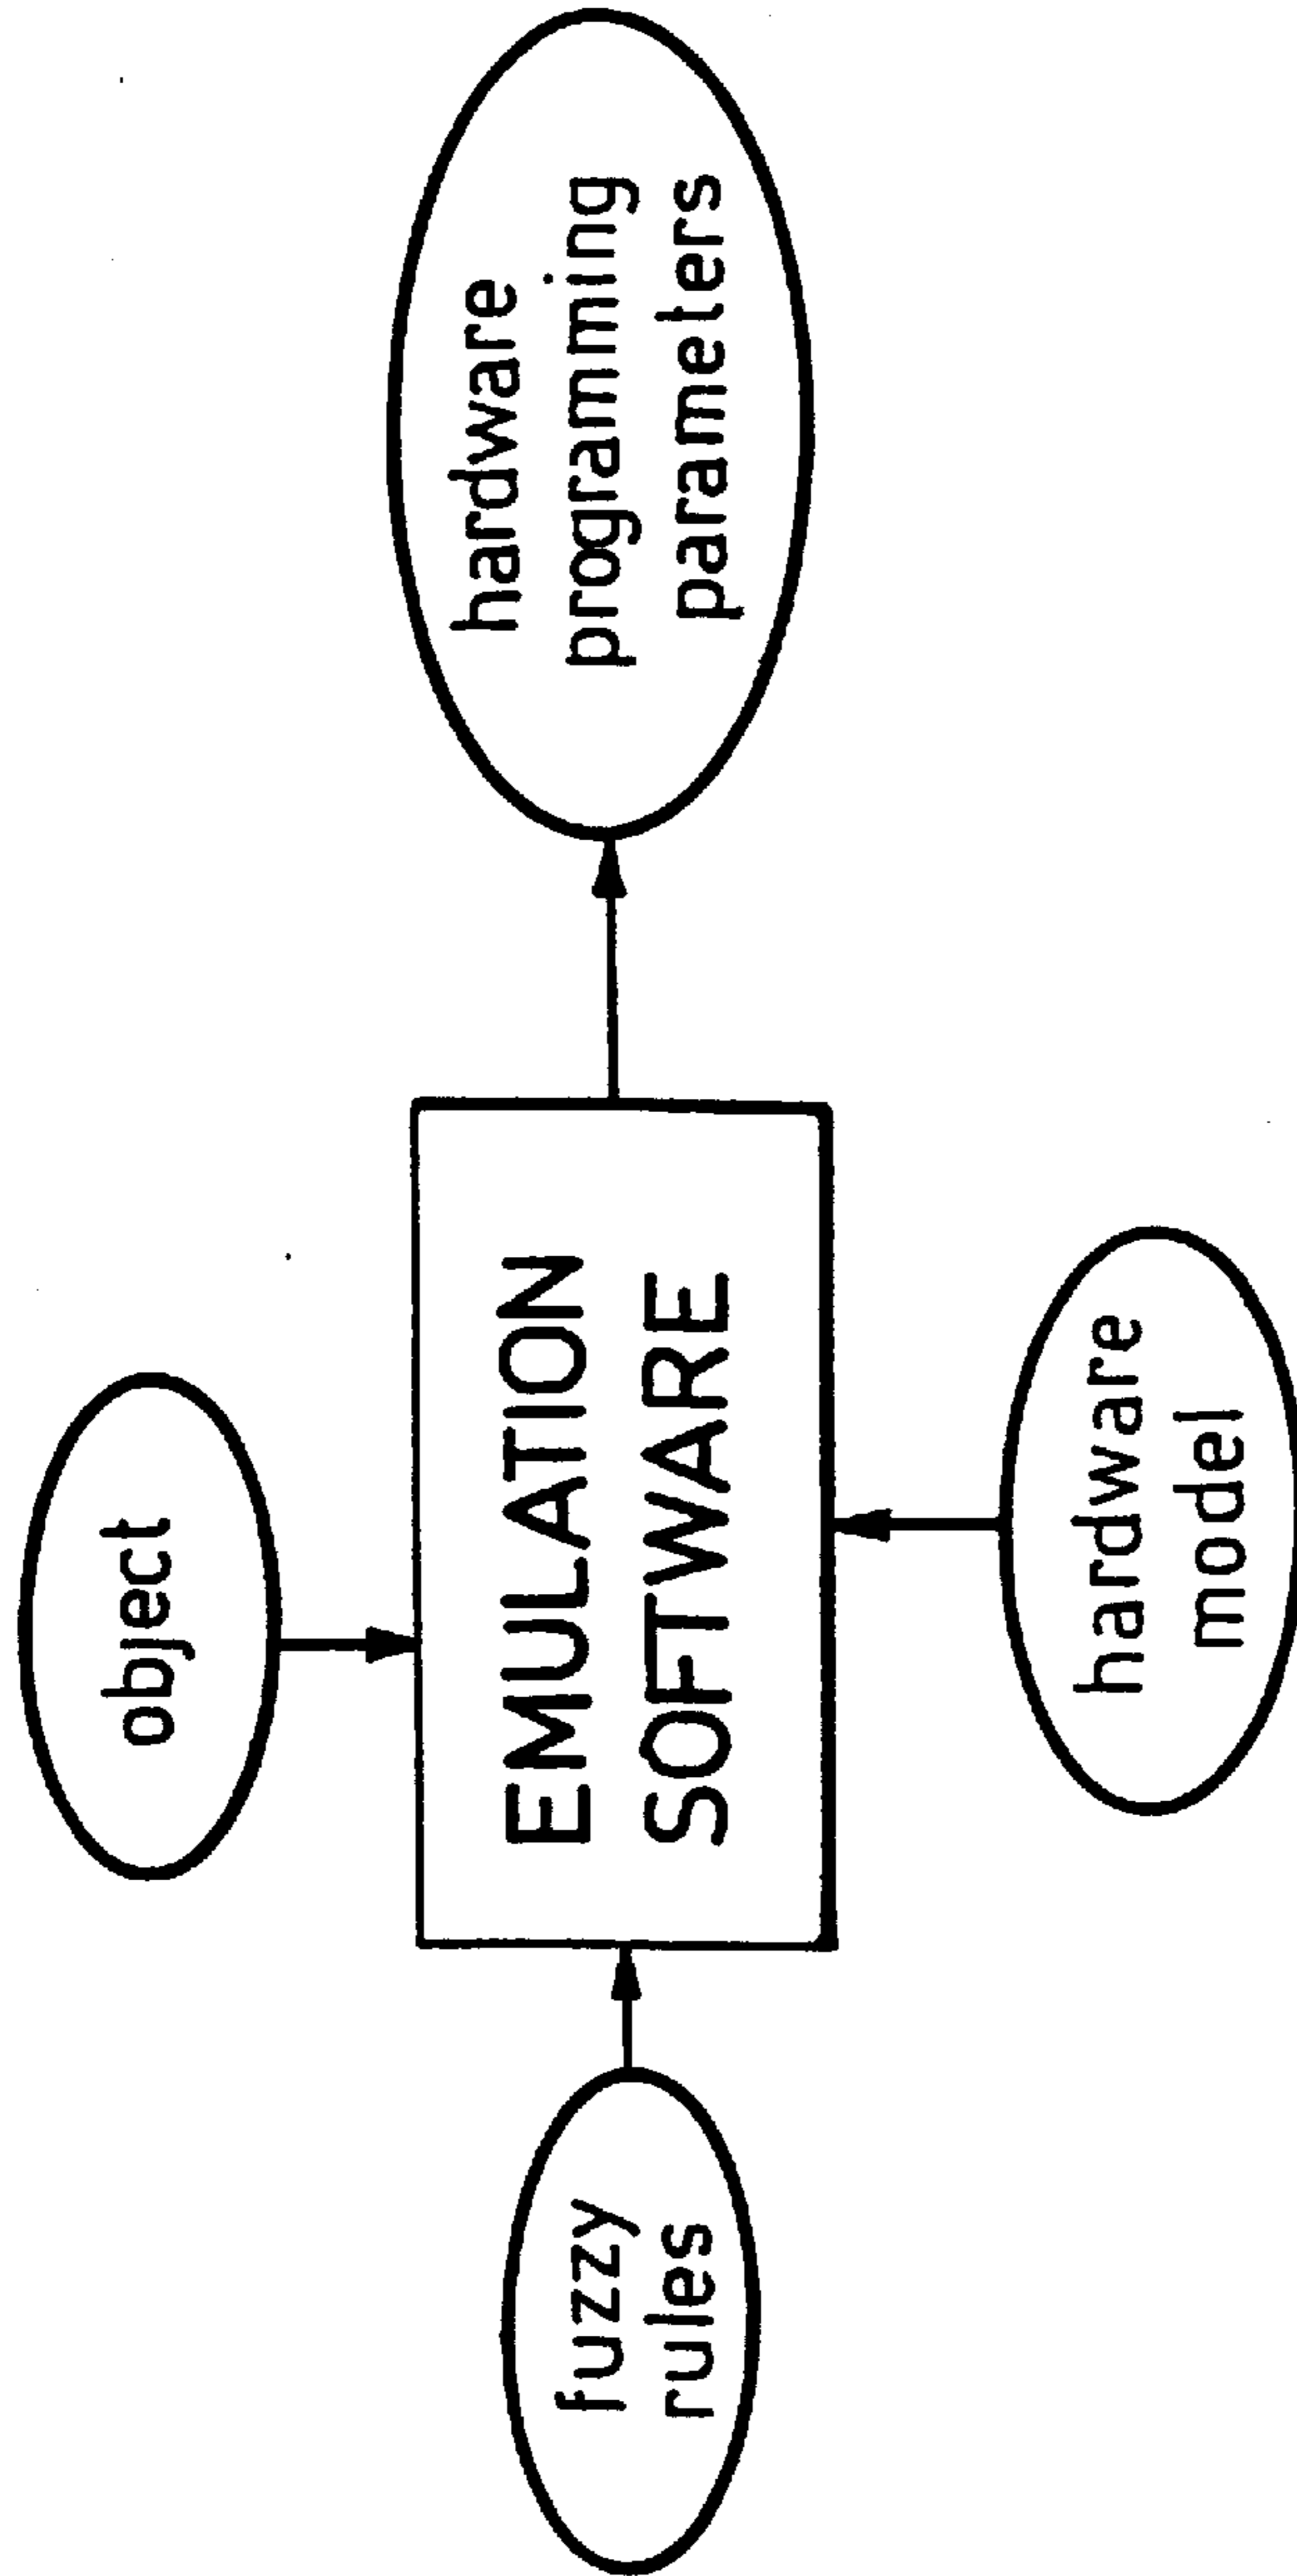 object
fuzzy
rules
EMULATION
SOFTWARE
hardware
programming
parameters
hardware
model